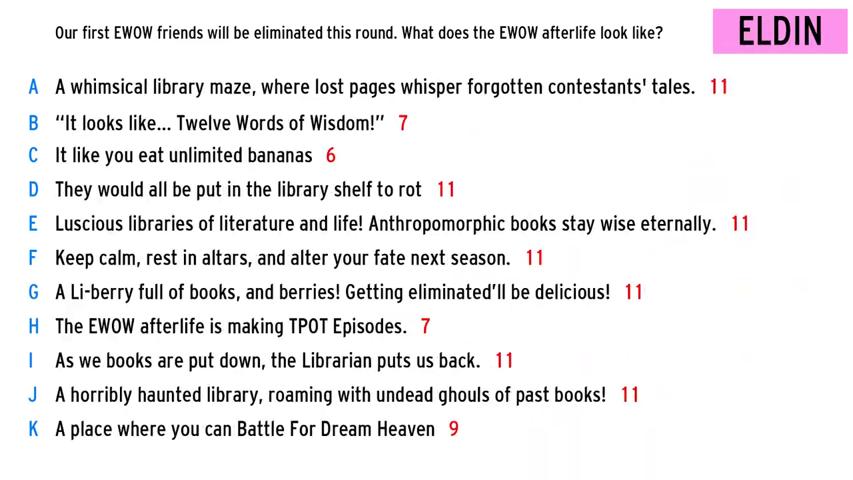 Our first EWOW friends will be eliminated this round. What does the EWOW afterlife look like?
ELDIN
A A whimsical library maze, where lost pages whisper forgotten contestants' tales. 11
B “It looks like... Twelve Words of Wisdom!” 7
C It like you eat unlimited bananas 6
D They would all be put in the library shelf to rot 11
E Luscious libraries of literature and life! Anthropomorphic books stay wise eternally. 11
F Keep calm, rest in altars, and alter your fate next season. 11
G A Li-berry full of books, and berries! Getting eliminated'll be delicious! 11
H The EWOW afterlife is making TPOT Episodes. 7
I As we books are put down, the Librarian puts us back. 11
J A horribly haunted library, roaming with undead ghouls of past books! 11
K A place where you can Battle For Dream Heaven 9